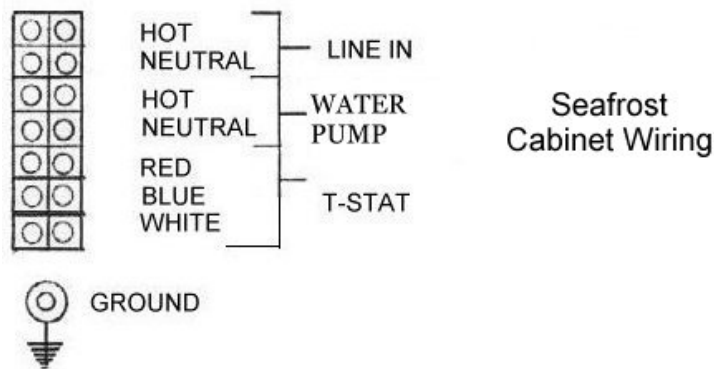 HOT
NEUTRAL
LINE IN
HOT
NEUTRAL
WATER
PUMP
RED
BLUE
WHITE
T-STAT
GROUND
Seafrost
Cabinet Wiring